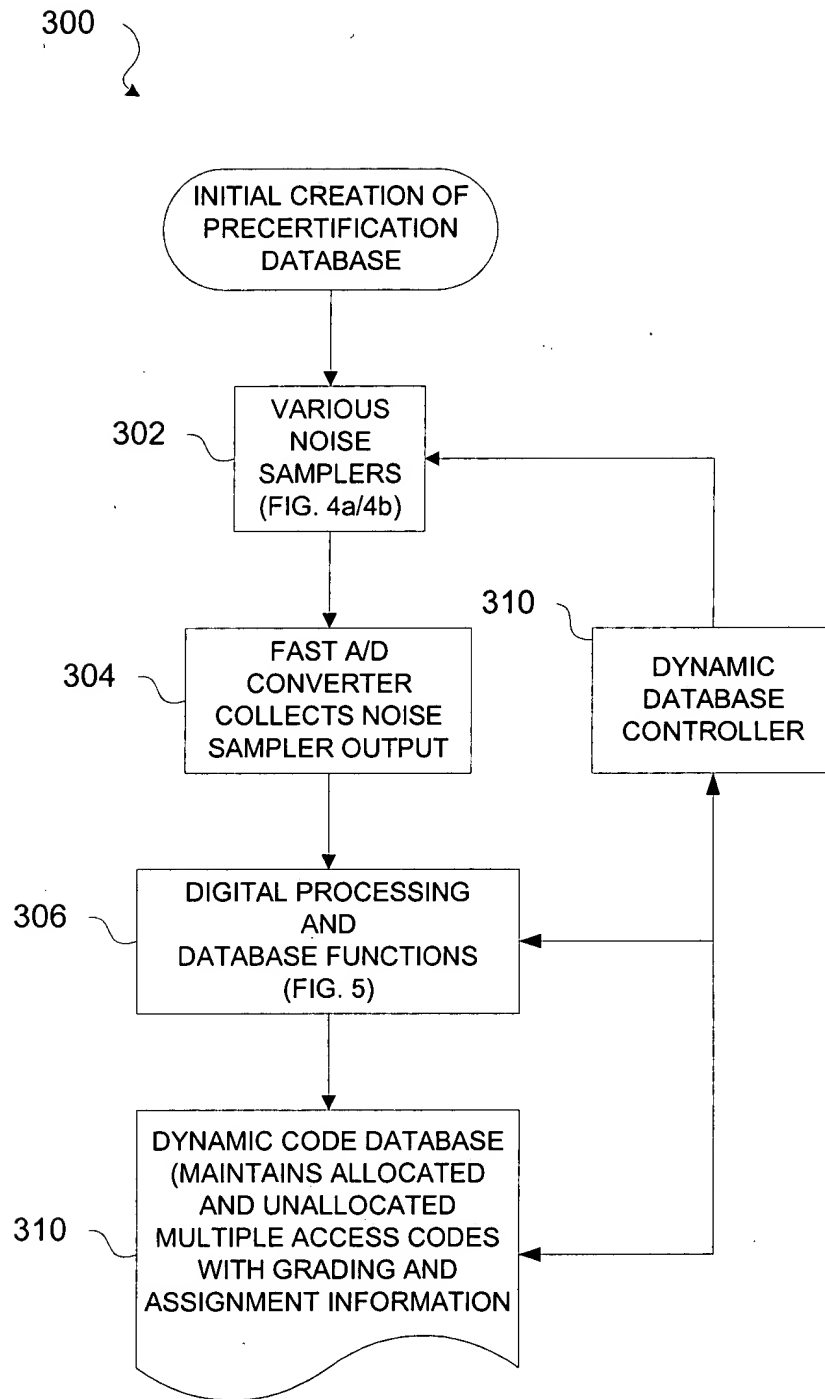 300
INITIAL CREATION OF
PRECERTIFICATION
DATABASE
302
VARIOUS
NOISE
SAMPLERS
(FIG. 4a/4b)
304
FAST A/D
CONVERTER
COLLECTS NOISE
SAMPLER OUTPUT
310
DYNAMIC
DATABASE
CONTROLLER
306
DIGITAL PROCESSING
AND
DATABASE FUNCTIONS
(FIG. 5)
310
DYNAMIC CODE DATABASE
(MAINTAINS ALLOCATED
AND UNALLOCATED
MULTIPLE ACCESS CODES
WITH GRADING AND
ASSIGNMENT INFORMATION